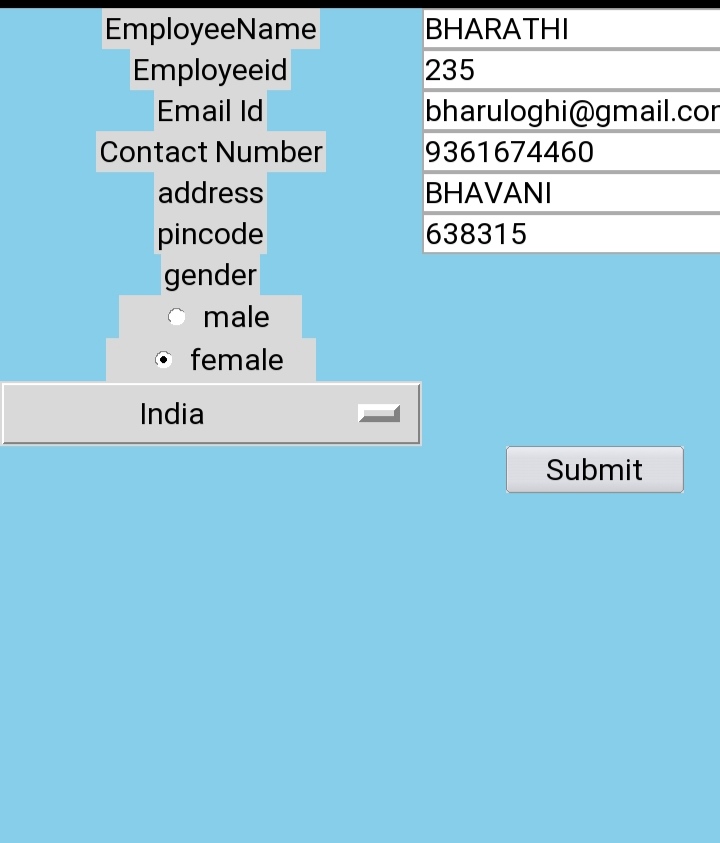 EmployeeName BHARATHI
Employeeid 235
Email Id bharuloghi@gmail.com
Contact Number 9361674460
address BHAVANI
pincode 638315
gender
male
female
India
Submit